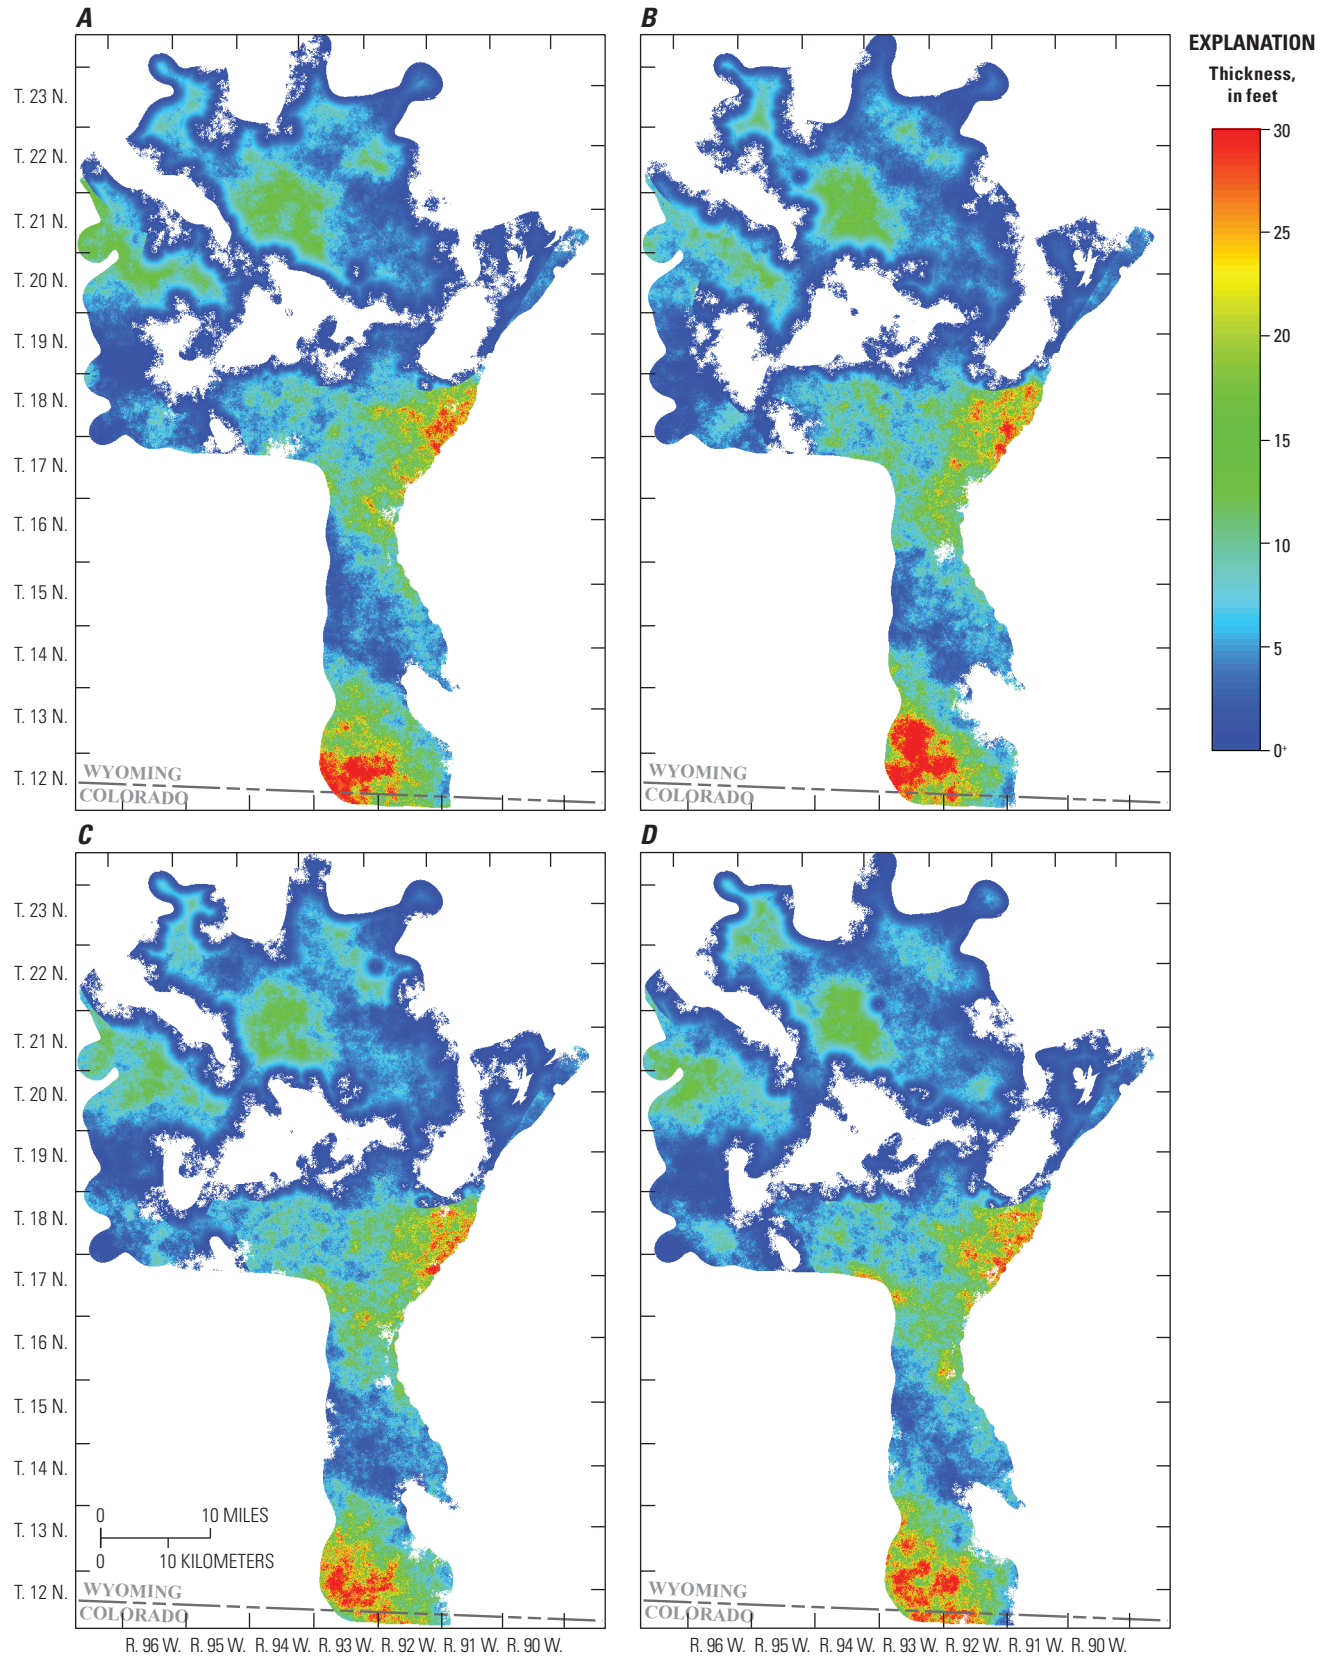 A
B
EXPLANATION
Thickness,
in feet
30
25
20
15
10
5
0+
T. 23 N.
T. 22 N.
T. 21 N.
T. 20 N.
T. 19 N.
T. 18 N.
T. 17 N.
T. 16 N.
T. 15 N.
T. 14 N.
T. 13 N.
T. 12 N.
WYOMING
COLORADO
WYOMING
COLORADO
C
D
T. 23 N.
T. 22 N.
T. 21 N.
T. 20 N.
T. 19 N.
T. 18 N.
T. 17 N.
T. 16 N.
T. 15 N.
T. 14 N.
T. 13 N.
T. 12 N.
0 10 MILES
0 10 KILOMETERS
WYOMING
COLORADO
WYOMING
COLORADO
R. 96 W. R. 95 W. R. 94 W. R. 93 W. R. 92 W. R. 91 W. R. 90 W.
R. 96 W. R. 95 W. R. 94 W. R. 93 W. R. 92 W. R. 91 W. R. 90 W.